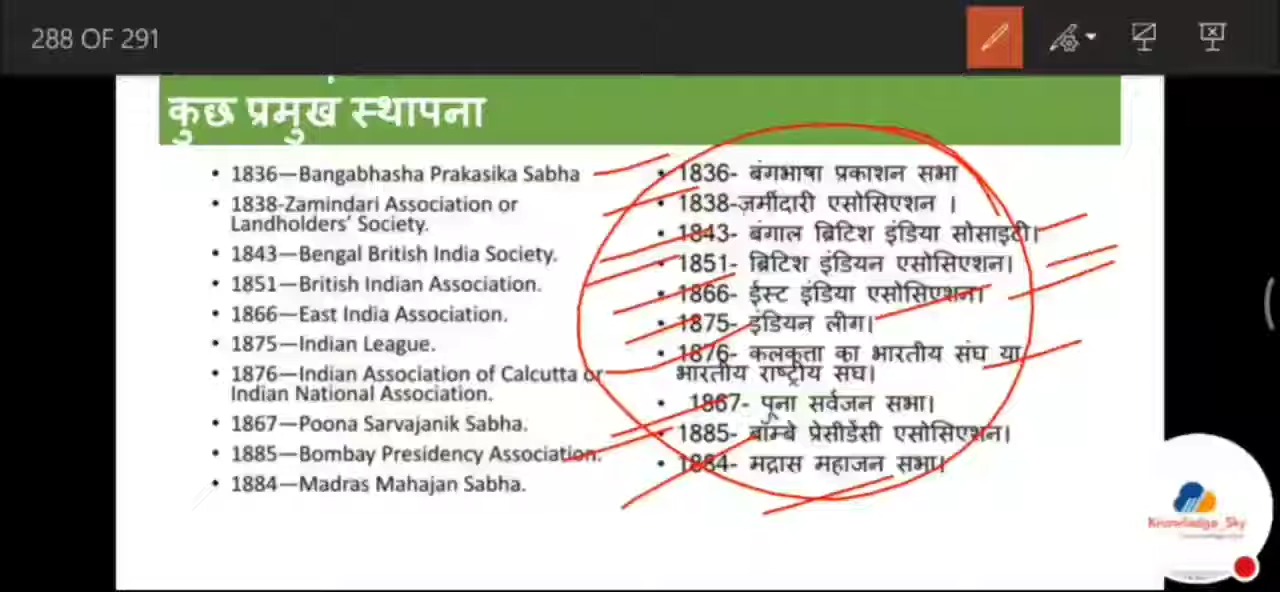 288 OF 291
कुछ प्रमुख स्थापना
• 1836—Bangabhasha Prakasika Sabha
• 1838-Zamindari Association or
Landholders' Society.
• 1843—Bengal British India Society.
• 1851—British Indian Association.
• 1866—East India Association.
• 1875—Indian League.
• 1876—Indian Association of Calcutta or
Indian National Association.
• 1867—Poona Sarvajanik Sabha.
• 1885—Bombay Presidency Association.
• 1884—Madras Mahajan Sabha.
• 1836- बंगभाषा प्रकाशन सभा
• 1838-ज़मींदारी एसोसिएशन ।
• 1843- बंगाल ब्रिटिश इंडिया सोसाइटी।
• 1851- ब्रिटिश इंडियन एसोसिएशन।
• 1866- ईस्ट इंडिया एसोसिएशन।
• 1875- इंडियन लीग।
• 1876- कलकत्ता का भारतीय संघ या
भारतीय राष्ट्रीय संघ।
• 1867- पूना सर्वजन सभा।
• 1885- बॉम्बे प्रेसीडेंसी एसोसिएशन।
• 1884- मद्रास महाजन सभा।
Knowledge_Sky